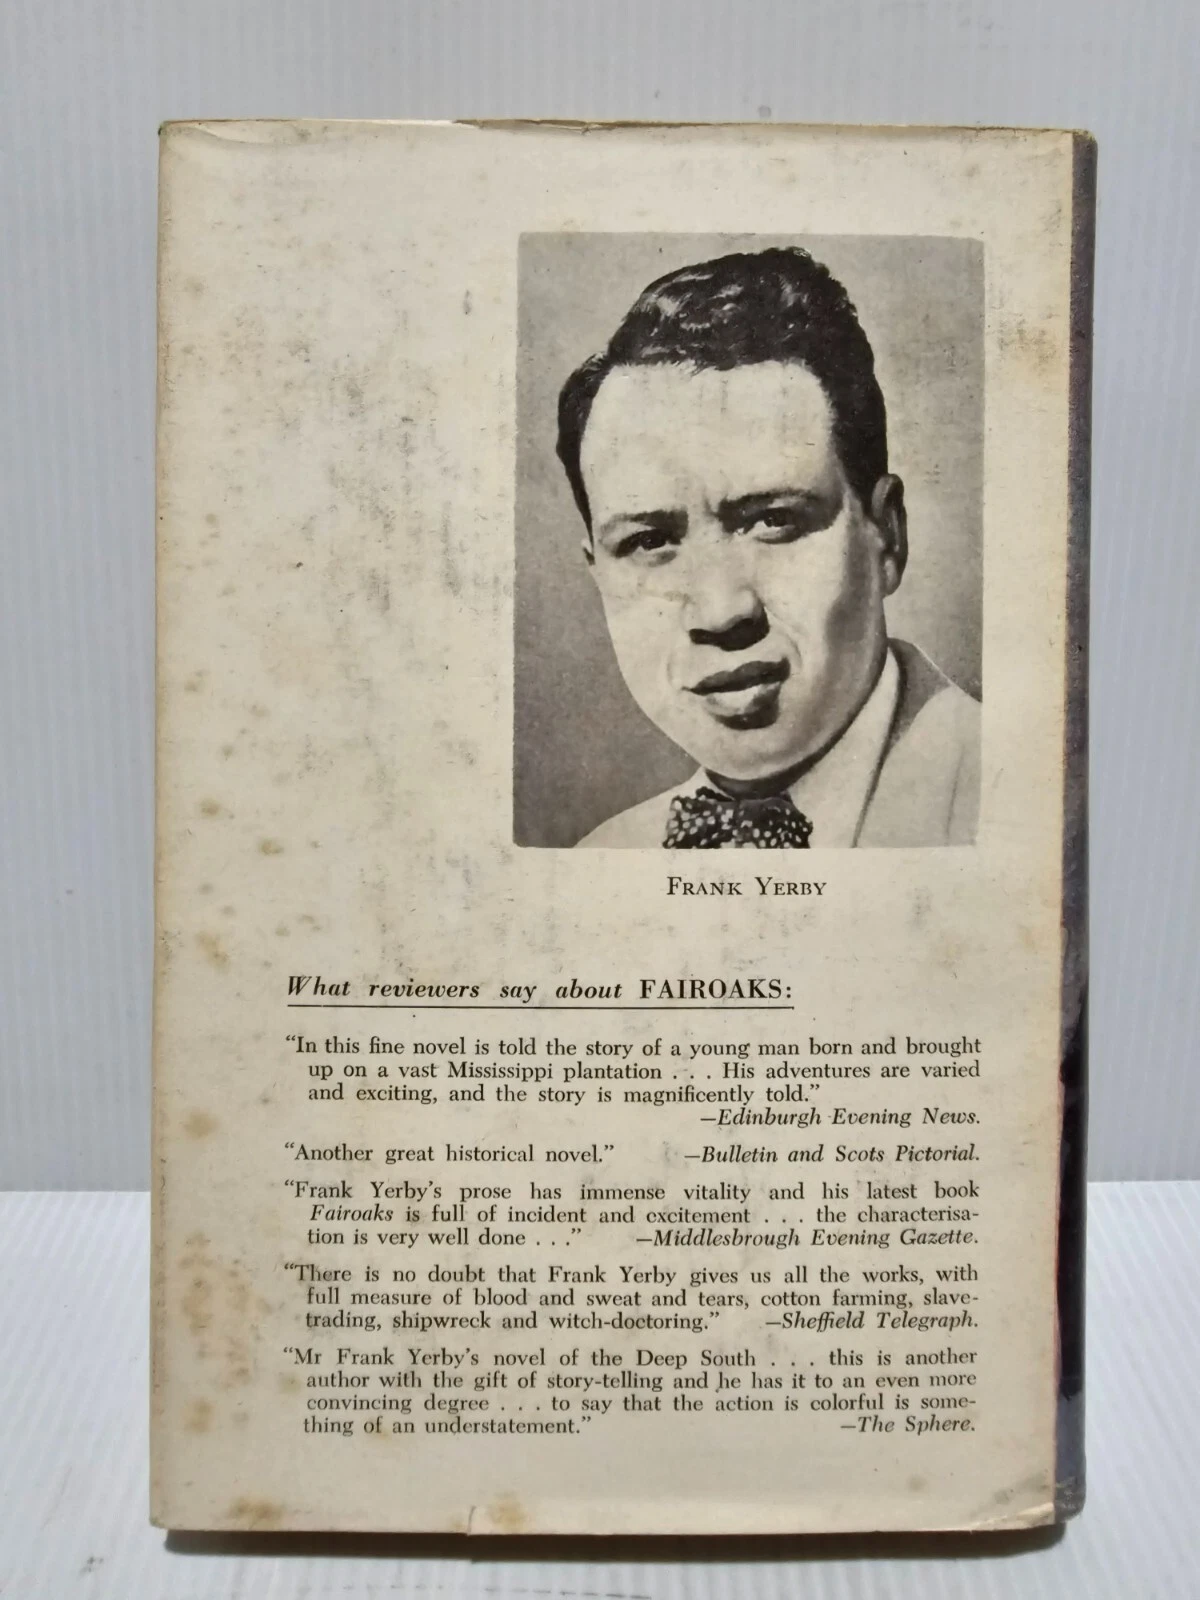 FRANK YERBY
What reviewers say about FAIROAKS:
“In this fine novel is told the story of a young man born and brought
up on a vast Mississippi plantation . . . His adventures are varied
and exciting, and the story is magnificently told.”
—Edinburgh Evening News.
“Another great historical novel.” —Bulletin and Scots Pictorial.
“Frank Yerby’s prose has immense vitality and his latest book
Fairoaks is full of incident and excitement . . . the characterisa-
tion is very well done . . .” —Middlesbrough Evening Gazette.
“There is no doubt that Frank Yerby gives us all the works, with
full measure of blood and sweat and tears, cotton farming, slave-
trading, shipwreck and witch-doctoring.” —Sheffield Telegraph.
“Mr Frank Yerby’s novel of the Deep South . . . this is another
author with the gift of story-telling and he has it to an even more
convincing degree . . . to say that the action is colorful is some-
thing of an understatement.” —The Sphere.